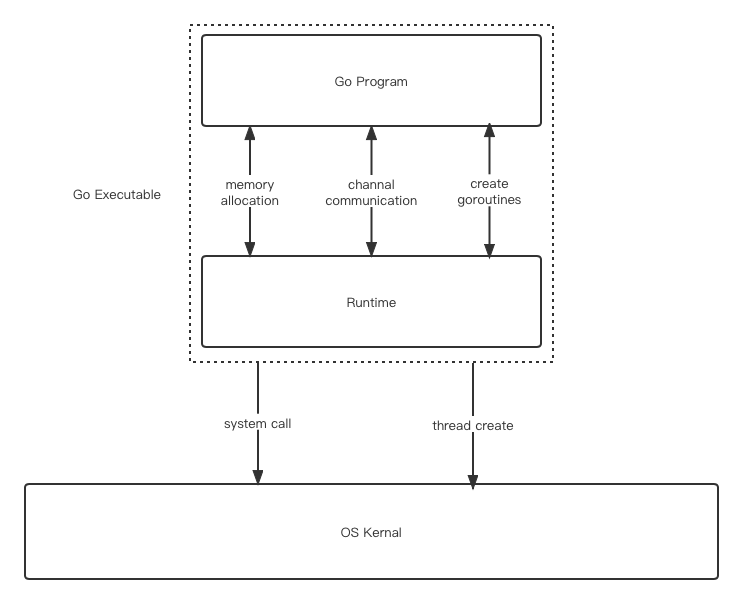 Go Program
memory
allocation
channal
communication
create
goroutines
Go Executable
Runtime
system call
thread create
OS Kernal